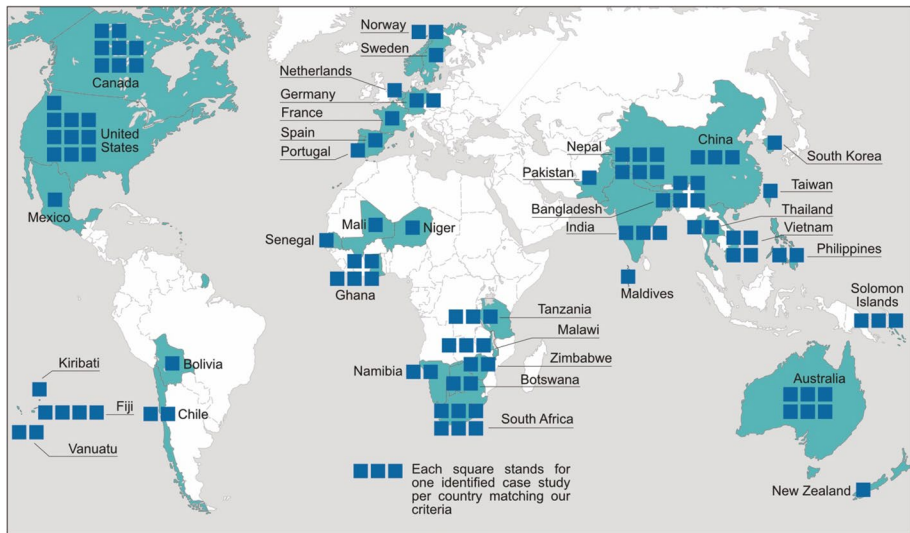 Norway
Sweden
Canada
Netherlands
Germany
France
Spain
Portugal
United
States
Mexico
Nepal
China
South Korea
Pakistan
Taiwan
Bangladesh
Thailand
India
Vietnam
Philippines
Maldives
Mali
Niger
Senegal
Ghana
Solomon
Islands
Tanzania
Malawi
Zimbabwe
Namibia
Botswana
South Africa
Bolivia
Kiribati
Fiji
Chile
Vanuatu
Australia
New Zealand
Each square stands for
one identified case study
per country matching our
criteria